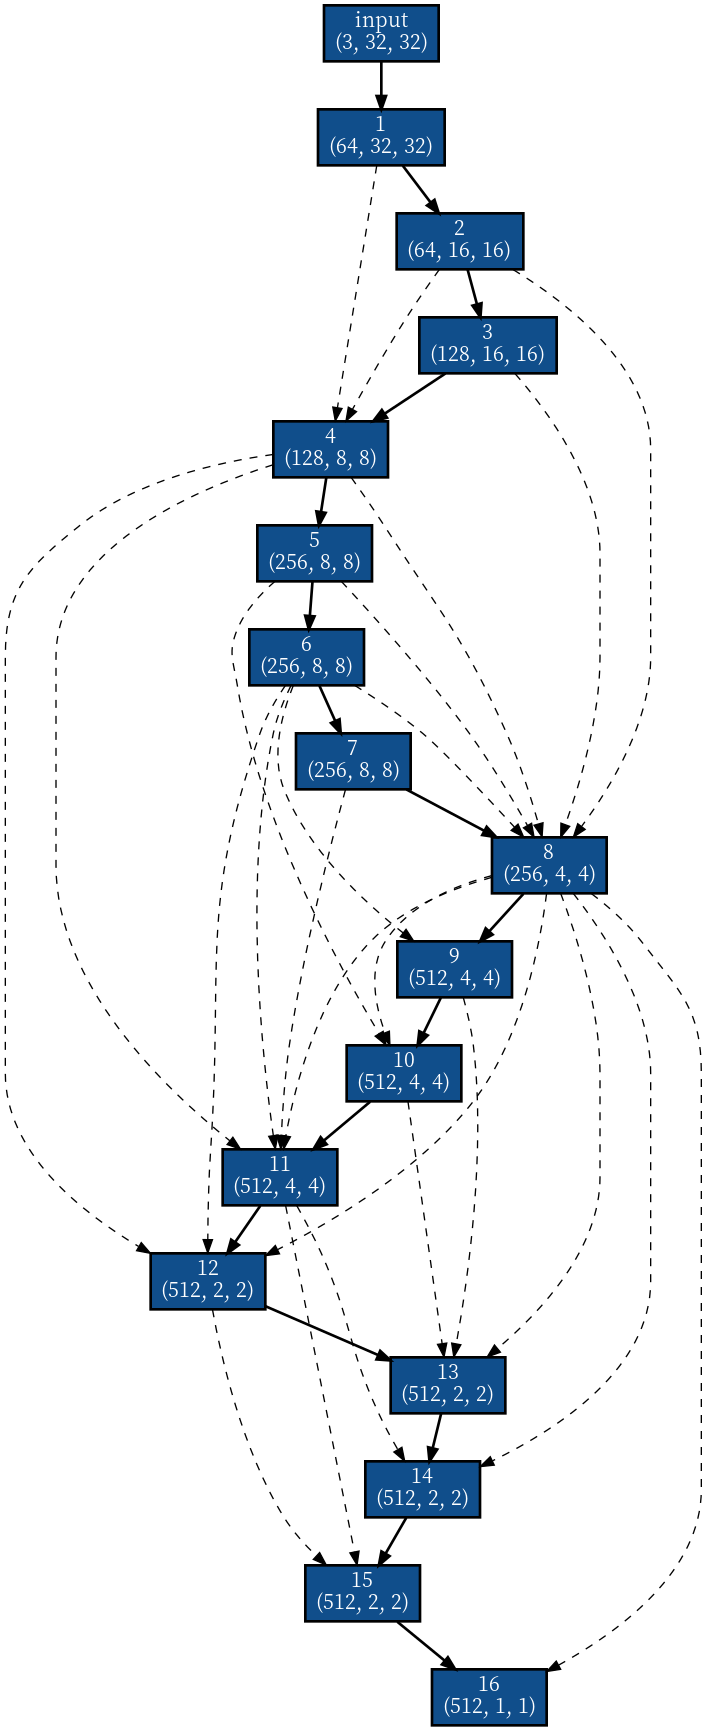 input
(3, 32, 32)
1
(64, 32, 32)
2
(64, 16, 16)
3
(128, 16, 16)
4
(128, 8, 8)
5
(256, 8, 8)
6
(256, 8, 8)
7
(256, 8, 8)
8
(256, 4, 4)
9
(512, 4, 4)
10
(512, 4, 4)
11
(512, 4, 4)
12
(512, 2, 2)
13
(512, 2, 2)
14
(512, 2, 2)
15
(512, 2, 2)
16
(512, 1, 1)